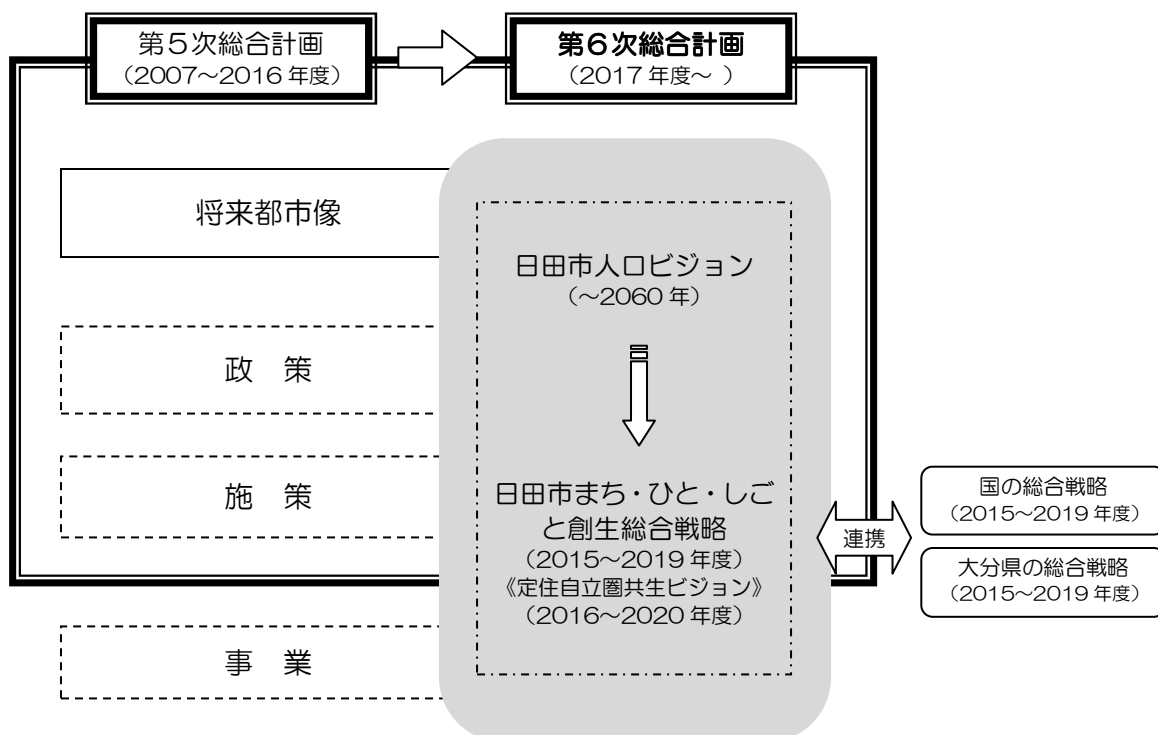 第５次総合計画
（2007～2016 年度）
第６次総合計画
（2017 年度～ ）
将来都市像
日田市人口ビジョン
（～2060 年）
政　策
施　策
日田市まち・ひと・しご
と創生総合戦略
（2015～2019 年度）
《定住自立圏共生ビジョン》
（2016～2020 年度）
連携
国の総合戦略
（2015～2019 年度）
大分県の総合戦略
（2015～2019 年度）
事　業